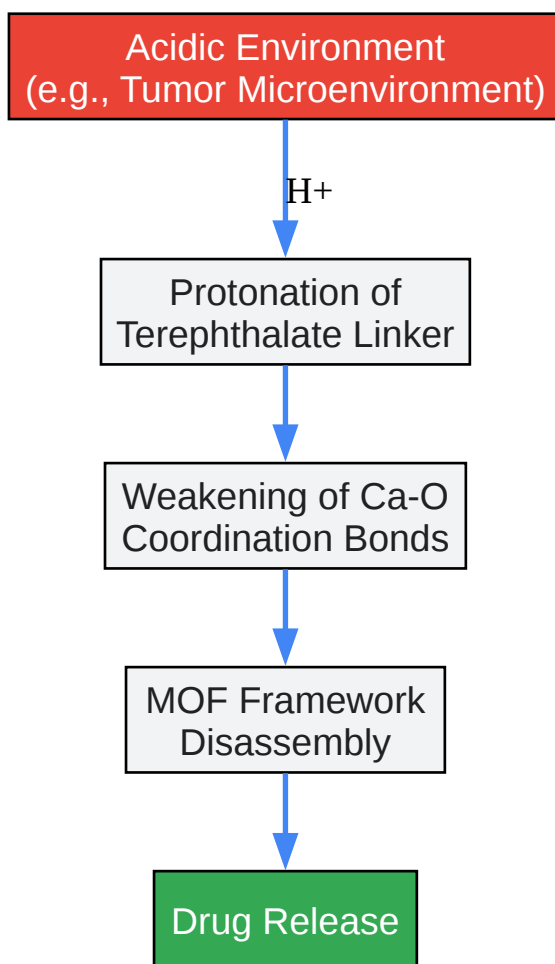 Acidic Environment
(e.g., Tumor Microenvironment)
H+
Protonation of
Terephthalate Linker
Weakening of Ca-O
Coordination Bonds
MOF Framework
Disassembly
Drug Release